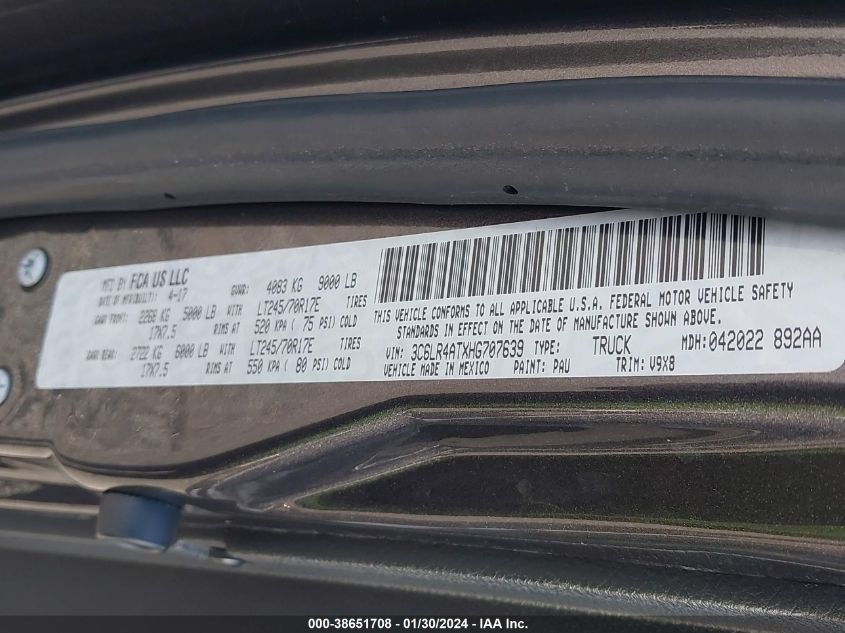 MFD BY FCA US LLC
DATE OF MFR(BUILT): 4-17 GVWR: 4083 KG 9000 LB
GAWR FRONT: 2268 KG 5000 LB WITH LT245/70R17E TIRES
17X7.5 RIMS AT 520 KPA ( 75 PSI) COLD
GAWR REAR: 2722 KG 6000 LB WITH LT245/70R17E TIRES
17X7.5 RIMS AT 550 KPA ( 80 PSI) COLD
THIS VEHICLE CONFORMS TO ALL APPLICABLE U.S.A. FEDERAL MOTOR VEHICLE SAFETY
STANDARDS IN EFFECT ON THE DATE OF MANUFACTURE SHOWN ABOVE.
VIN: 3C6LR4ATXHG707639 TYPE: TRUCK MDH: 042022 892AA
VEHICLE MADE IN MEXICO PAINT: PAU TRIM: V9X8
000-38651708 - 01/30/2024 - IAA Inc.